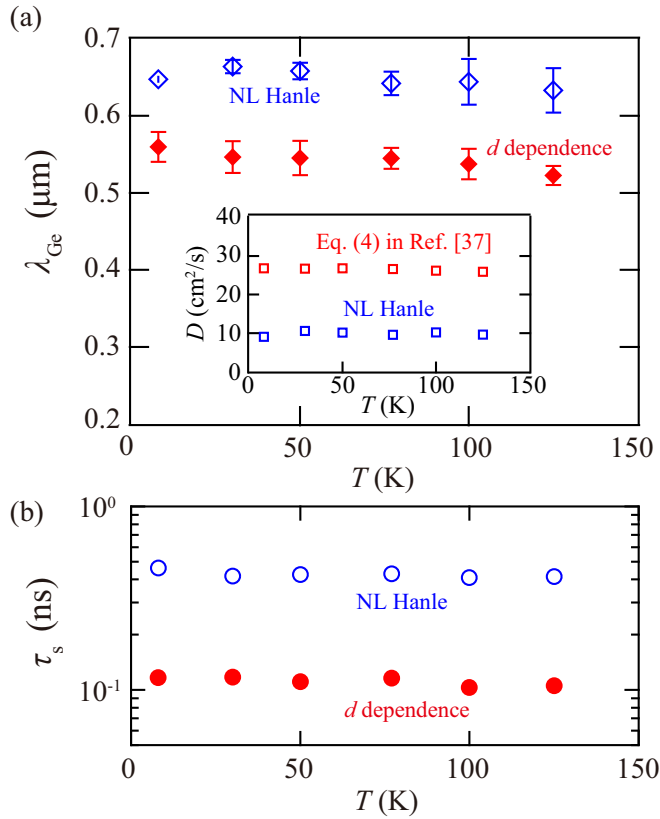 (a)
0.7
0.6
0.5
0.4
0.3
0.2
λGe (μm)
NL Hanle
d dependence
40
30
20
10
0
D (cm²/s)
Eq. (4) in Ref. [37]
NL Hanle
0 50 100 150
T (K)
0 50 100 150
T (K)
(b)
10⁰
10⁻¹
τs (ns)
NL Hanle
d dependence
0 50 100 150
T (K)